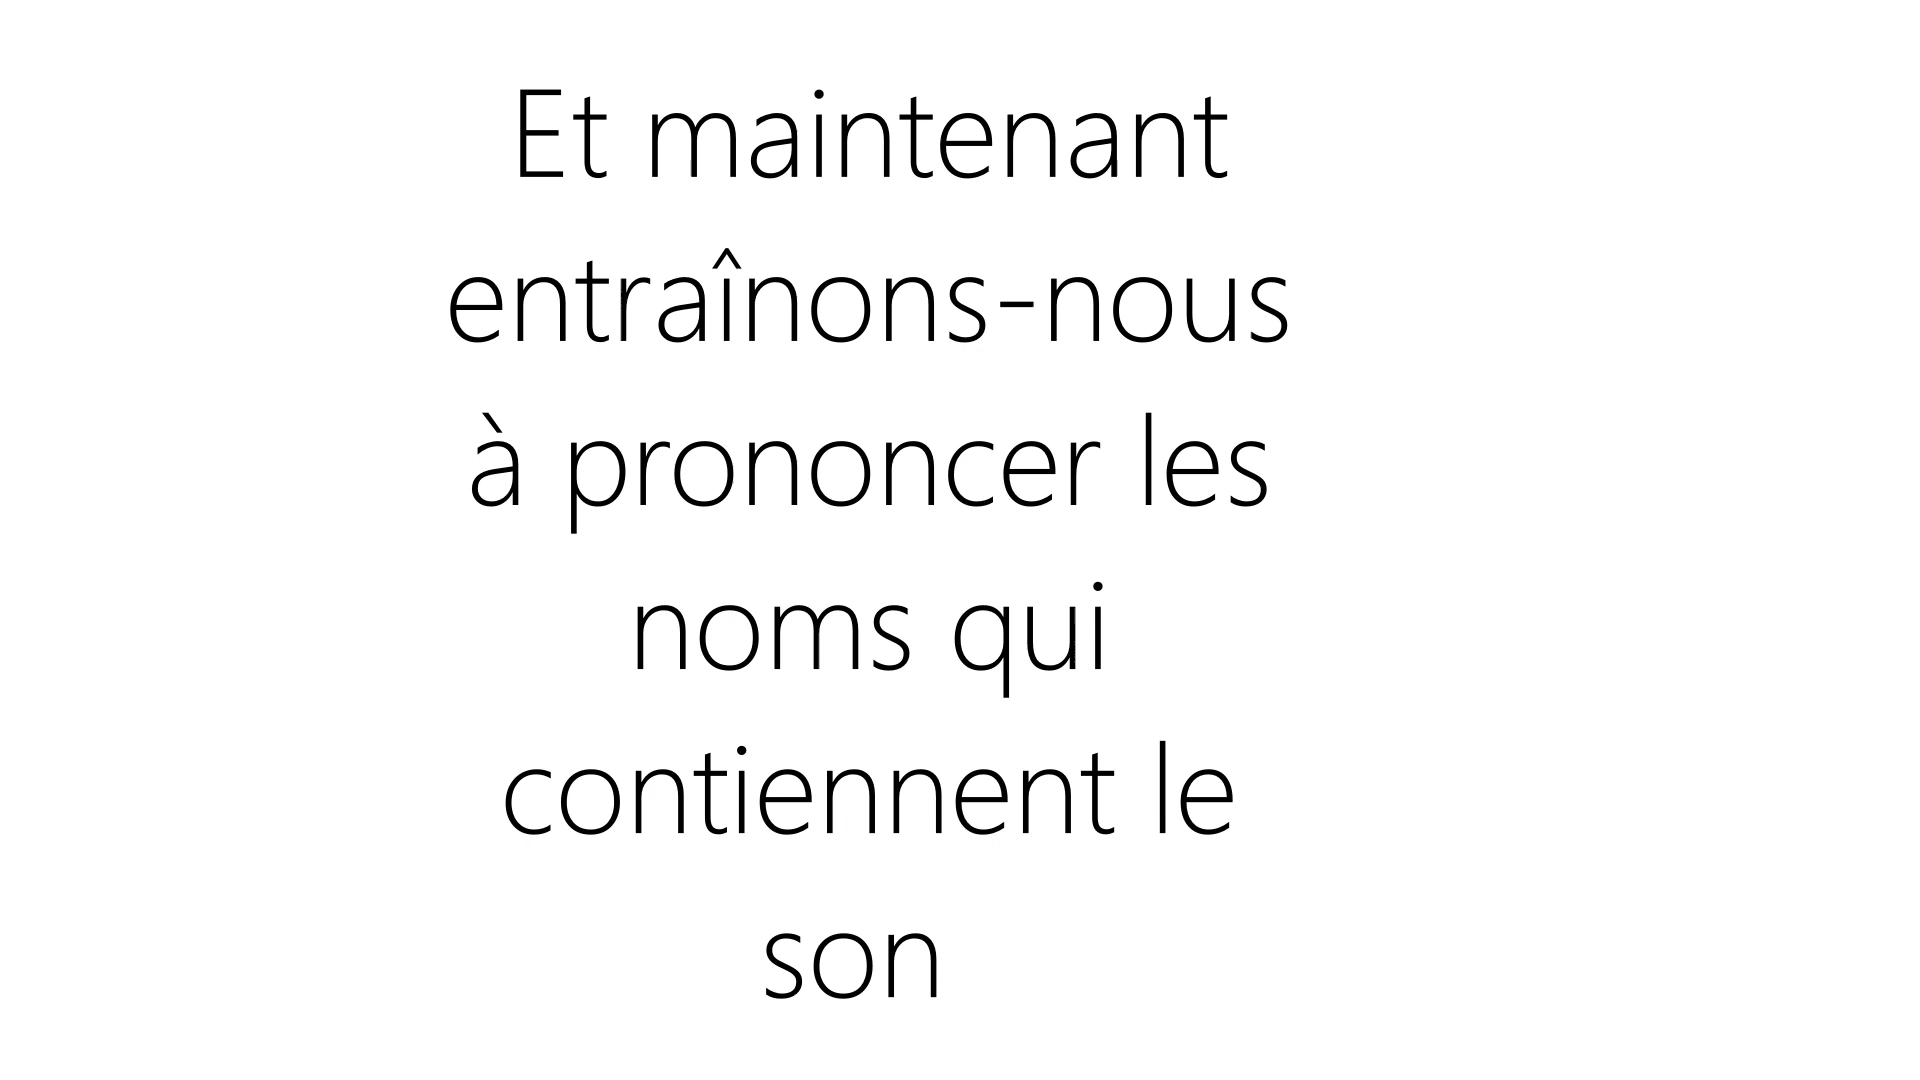 Et maintenant
entraînons-nous
à prononcer les
noms qui
contiennent le
son